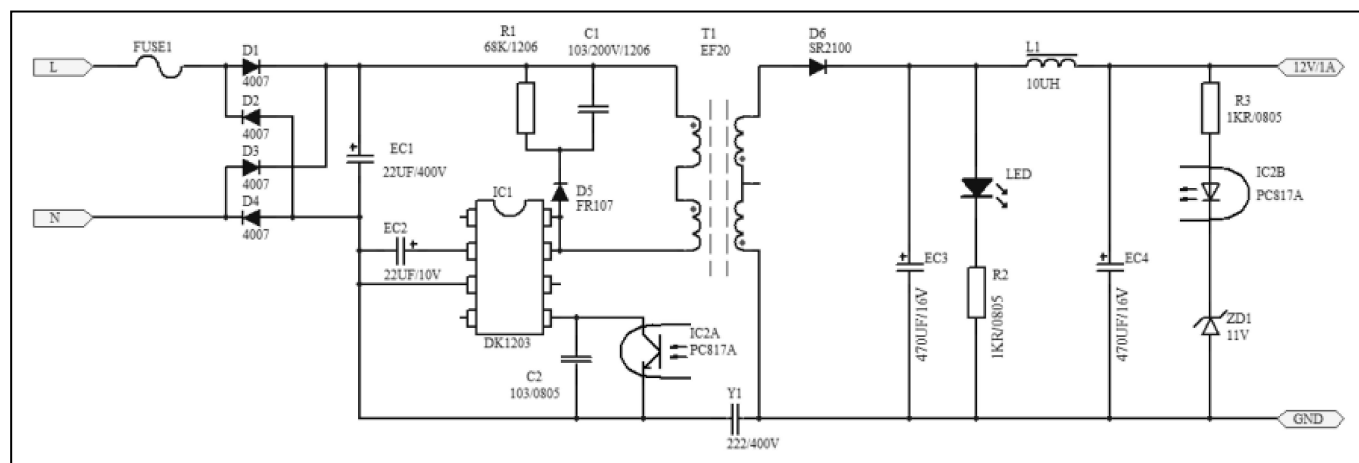 L
FUSE1
D1
4007
D2
4007
D3
4007
D4
4007
N
EC1
22UF/400V
EC2
22UF/10V
R1
68K/1206
C1
103/200V/1206
D5
FR107
IC1
DK1203
C2
103/0805
IC2A
PC817A
T1
EF20
Y1
222/400V
D6
SR2100
EC3
470UF/16V
LED
R2
1KR/0805
L1
10UH
EC4
470UF/16V
R3
1KR/0805
IC2B
PC817A
ZD1
11V
12V/1A
GND